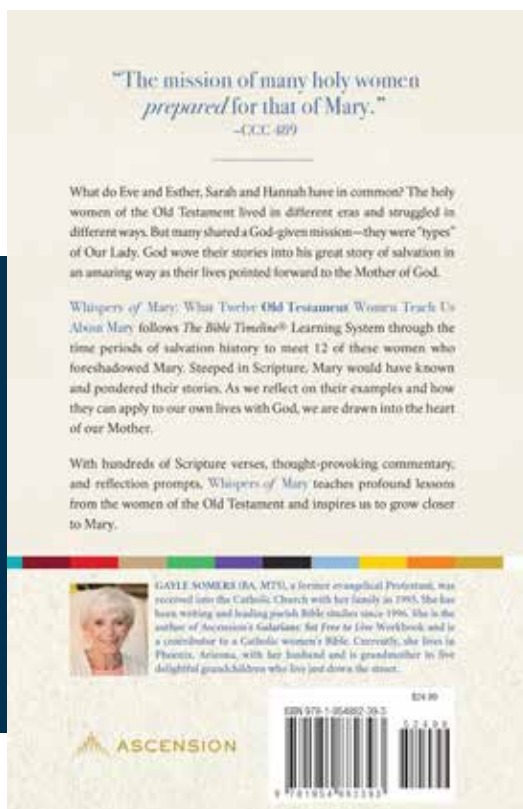 “The mission of many holy women
prepared for that of Mary.”
–CCC 489
What do Eve and Esther, Sarah and Hannah have in common? The holy
women of the Old Testament lived in different eras and struggled in
different ways. But many shared a God-given mission—they were “types”
of Our Lady. God wove their stories into his great story of salvation in
an amazing way as their lives pointed forward to the Mother of God.
Whispers of Mary: What Twelve Old Testament Women Teach Us
About Mary follows The Bible Timeline® Learning System through the
time periods of salvation history to meet 12 of these women who
foreshadowed Mary. Steeped in Scripture, Mary would have known
and pondered their stories. As we reflect on their examples and how
they can apply to our own lives with God, we are drawn into the heart
of our Mother.
With hundreds of Scripture verses, thought-provoking commentary,
and reflection prompts, Whispers of Mary teaches profound lessons
from the women of the Old Testament and inspires us to grow closer
to Mary.
GAYLE SOMERS (BA, MTS), a former evangelical Protestant, was
received into the Catholic Church with her family in 1995. She has
been writing and leading parish Bible studies since 1996. She is the
author of Ascension's Galatians: Set Free to Live Workbook and is
a contributor to a Catholic women's Bible. Currently, she lives in
Phoenix, Arizona, with her husband and is grandmother to five
delightful grandchildren who live just down the street.
$24.99
ISBN 978-1-954882-39-3
52499
9 781954 882393
ASCENSION